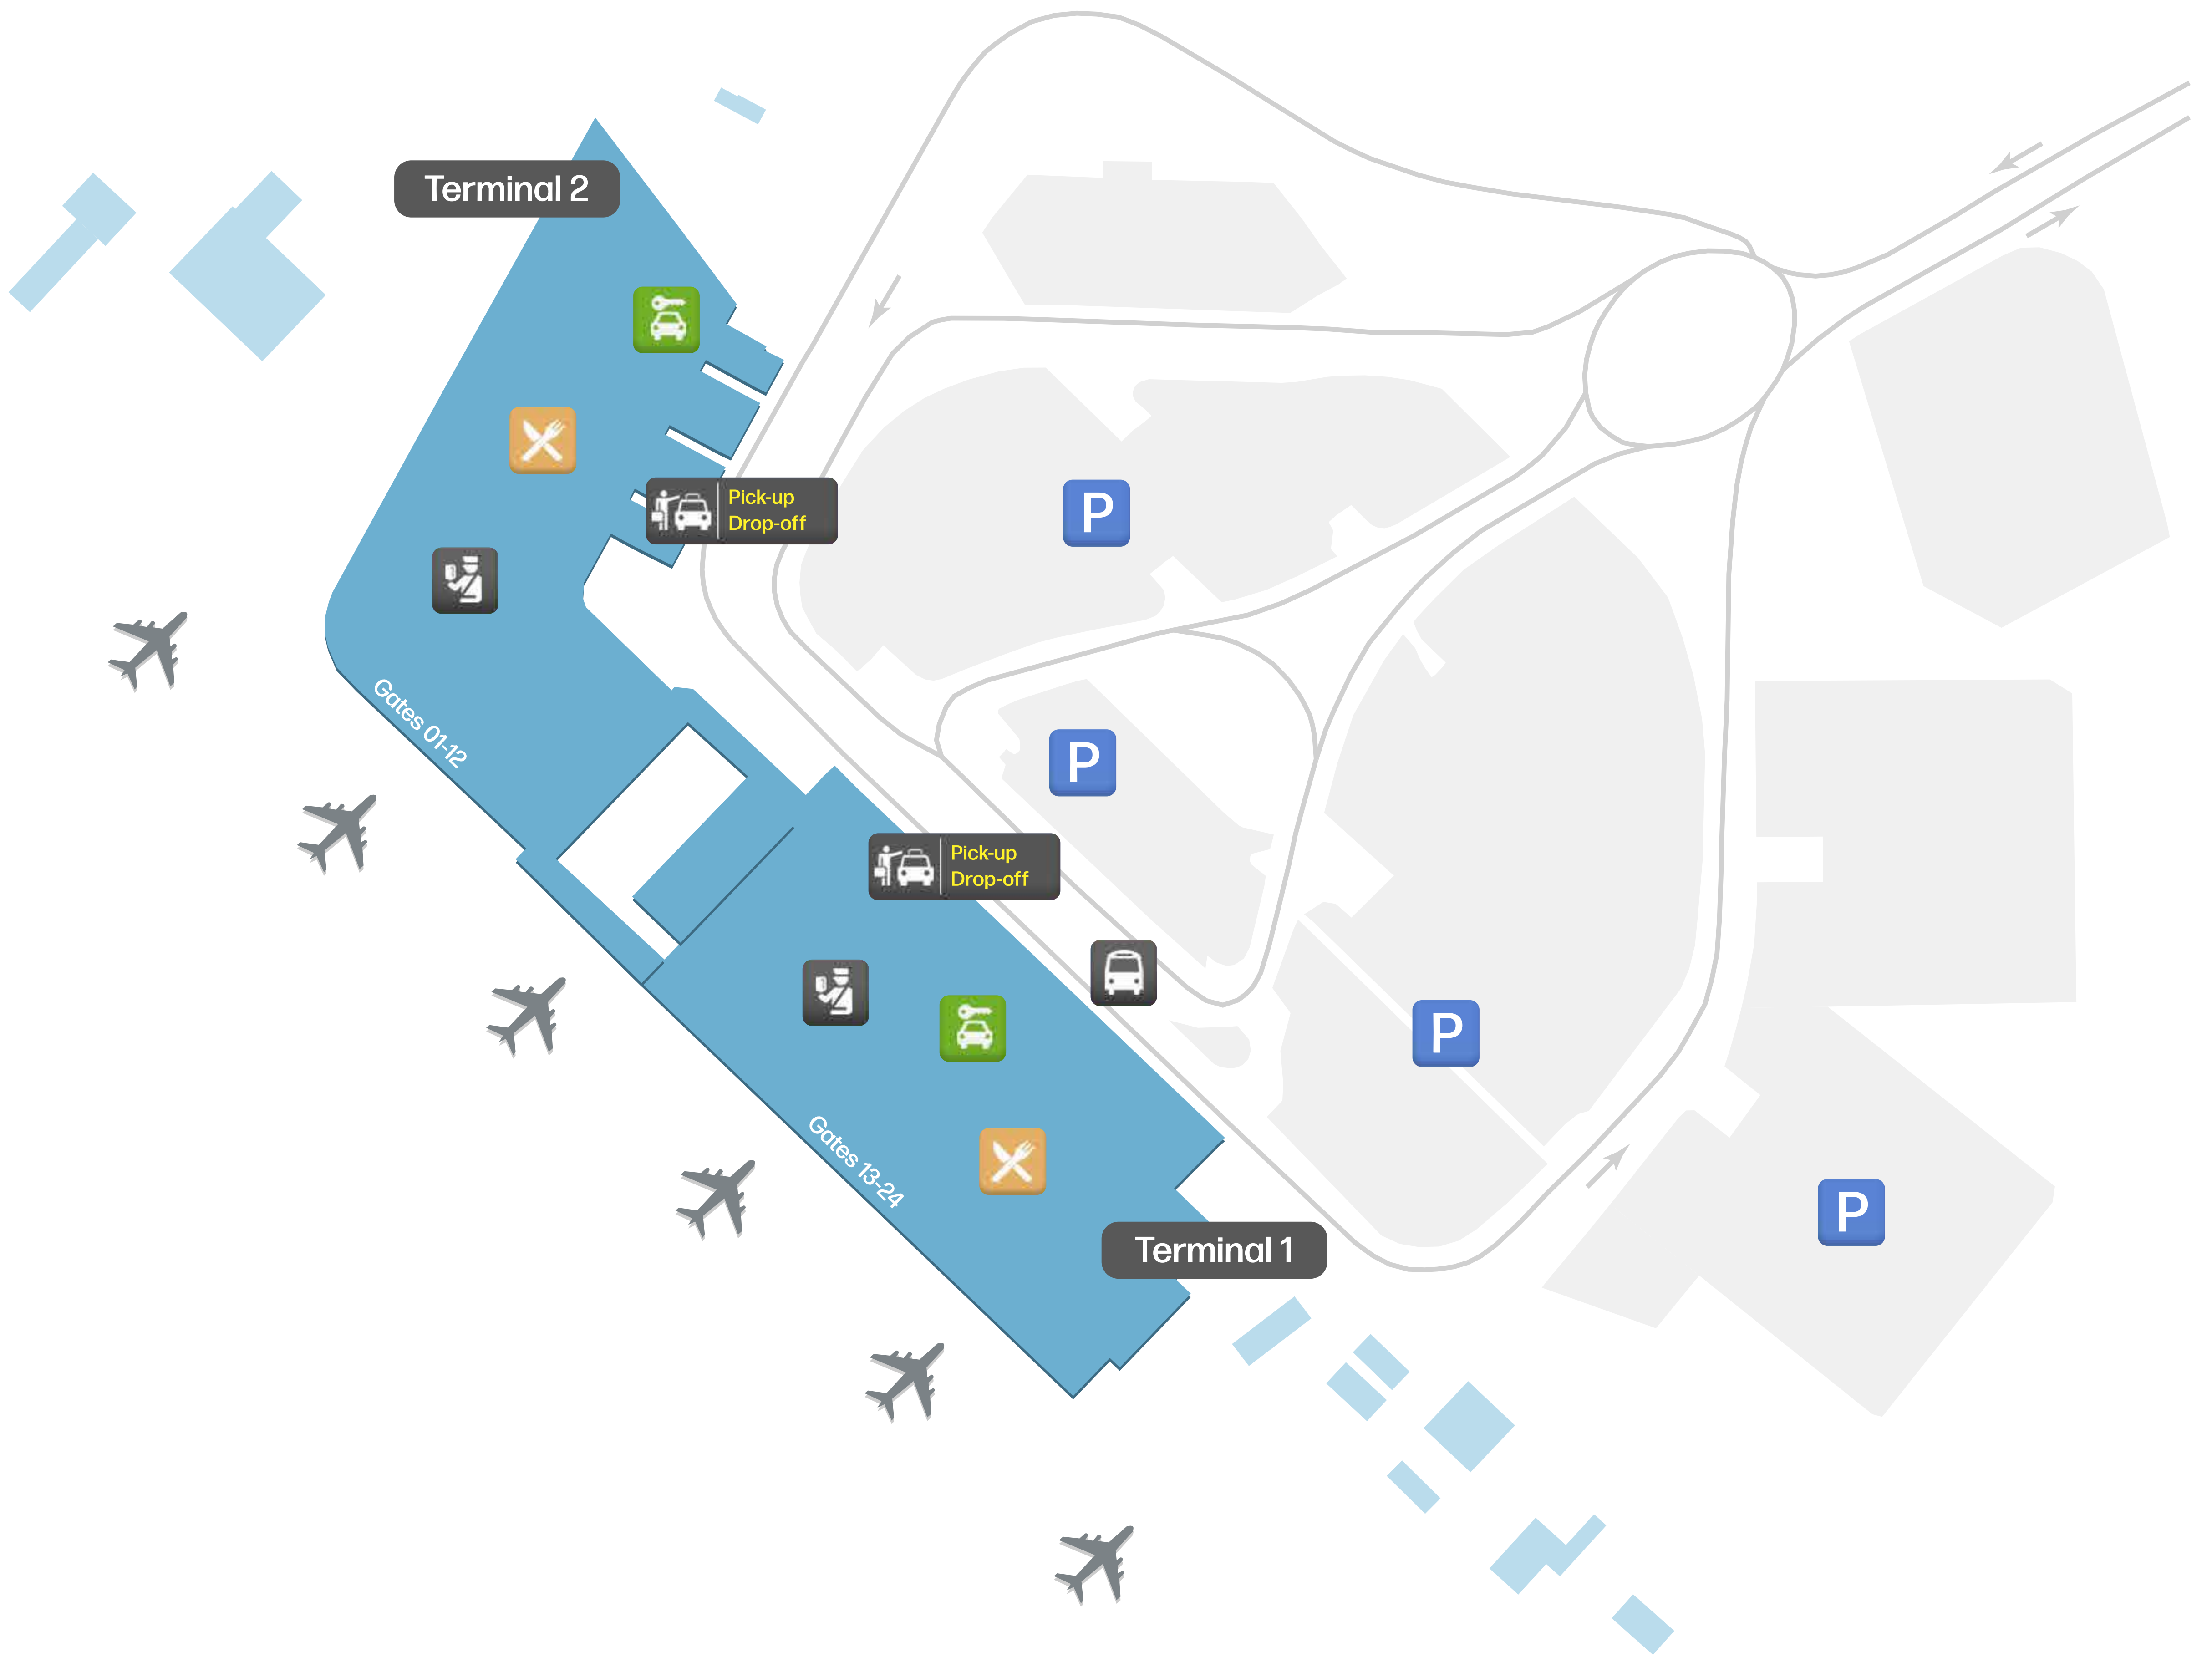 Terminal 2
Pick-up
Drop-off
P
Gates 01-12
P
Pick-up
Drop-off
P
Gates 13-24
P
Terminal 1